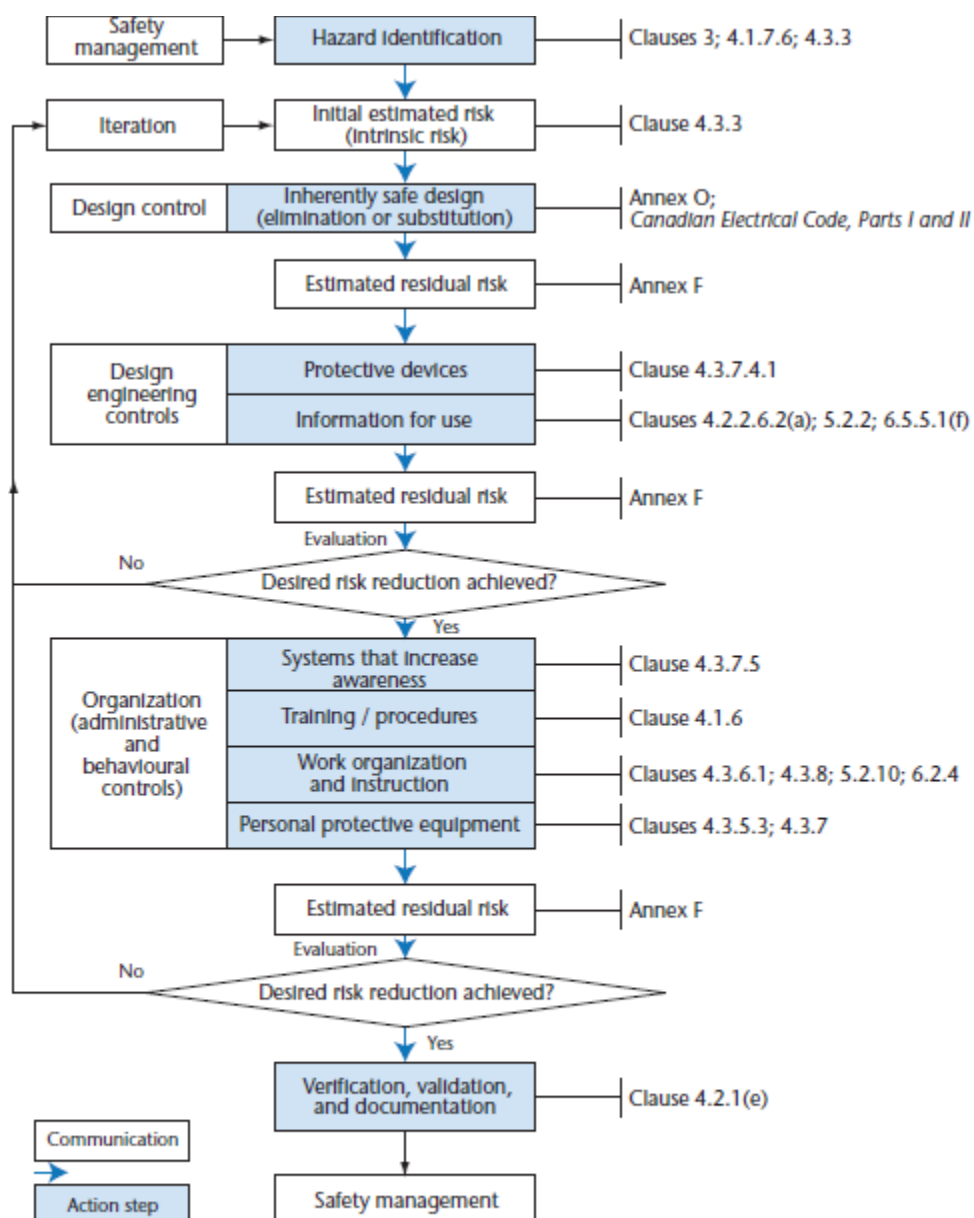 Safety
management
Hazard identification
Clauses 3; 4.1.7.6; 4.3.3
Iteration
Initial estimated risk
(intrinsic risk)
Clause 4.3.3
Design control
Inherently safe design
(elimination or substitution)
Annex O;
Canadian Electrical Code, Parts I and II
Estimated residual risk
Annex F
Design
engineering
controls
Protective devices
Clause 4.3.7.4.1
Information for use
Clauses 4.2.2.6.2(a); 5.2.2; 6.5.5.1(f)
Estimated residual risk
Annex F
Evaluation
No
Desired risk reduction achieved?
Yes
Organization
(administrative
and
behavioural
controls)
Systems that increase
awareness
Clause 4.3.7.5
Training / procedures
Clause 4.1.6
Work organization
and instruction
Clauses 4.3.6.1; 4.3.8; 5.2.10; 6.2.4
Personal protective equipment
Clauses 4.3.5.3; 4.3.7
Estimated residual risk
Annex F
Evaluation
No
Desired risk reduction achieved?
Yes
Verification, validation,
and documentation
Clause 4.2.1(e)
Communication
Action step
Safety management